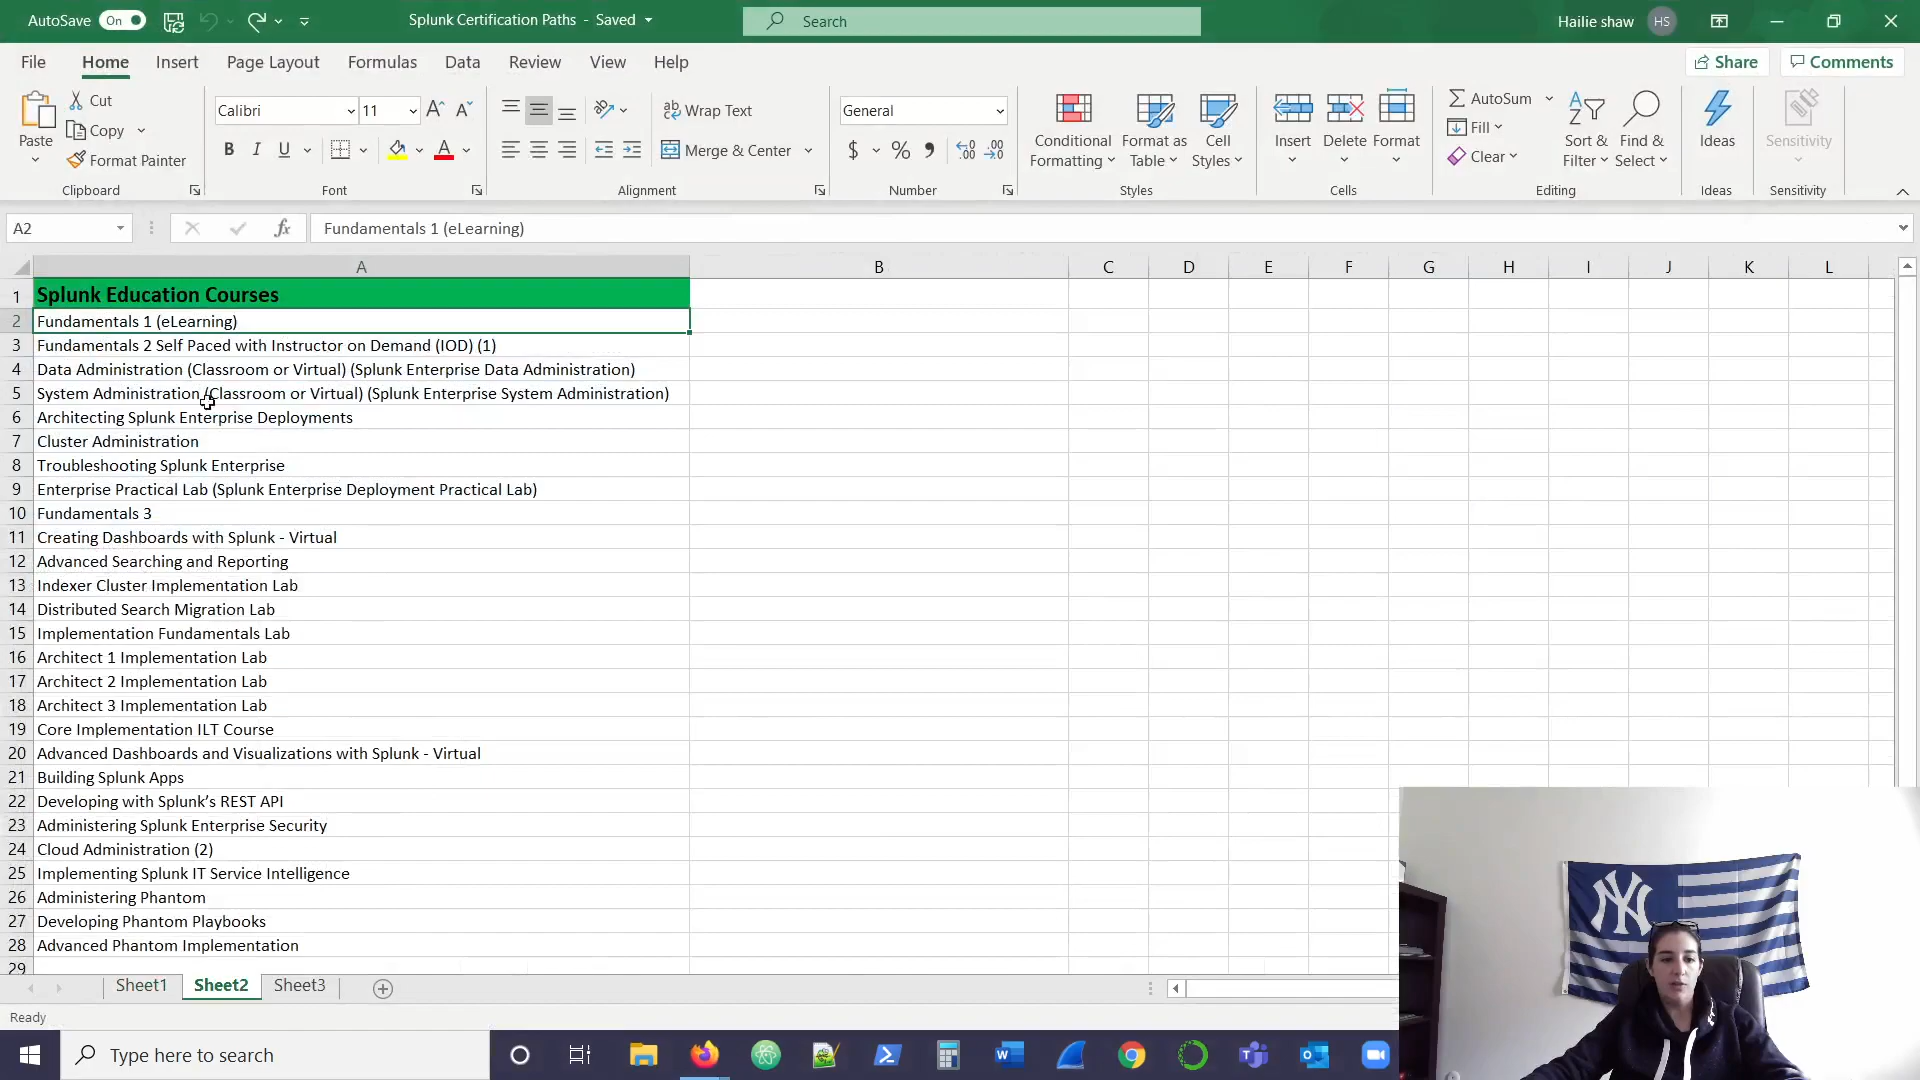 AutoSave On Splunk Certification Paths - Saved Search Hailie shaw HS
File Home Insert Page Layout Formulas Data Review View Help Share Comments
Paste Cut Copy Format Painter Clipboard
Calibri 11 B I U A Font
Wrap Text Merge & Center Alignment
General $ % Number
Conditional Formatting Format as Table Cell Styles Styles
Insert Delete Format Cells
AutoSum Fill Clear Sort & Filter Find & Select Editing
Ideas Ideas
Sensitivity Sensitivity
A2 fx Fundamentals 1 (eLearning)
A B C D E F G H I J K L
1 Splunk Education Courses
2 Fundamentals 1 (eLearning)
3 Fundamentals 2 Self Paced with Instructor on Demand (IOD) (1)
4 Data Administration (Classroom or Virtual) (Splunk Enterprise Data Administration)
5 System Administration (Classroom or Virtual) (Splunk Enterprise System Administration)
6 Architecting Splunk Enterprise Deployments
7 Cluster Administration
8 Troubleshooting Splunk Enterprise
9 Enterprise Practical Lab (Splunk Enterprise Deployment Practical Lab)
10 Fundamentals 3
11 Creating Dashboards with Splunk - Virtual
12 Advanced Searching and Reporting
13 Indexer Cluster Implementation Lab
14 Distributed Search Migration Lab
15 Implementation Fundamentals Lab
16 Architect 1 Implementation Lab
17 Architect 2 Implementation Lab
18 Architect 3 Implementation Lab
19 Core Implementation ILT Course
20 Advanced Dashboards and Visualizations with Splunk - Virtual
21 Building Splunk Apps
22 Developing with Splunk’s REST API
23 Administering Splunk Enterprise Security
24 Cloud Administration (2)
25 Implementing Splunk IT Service Intelligence
26 Administering Phantom
27 Developing Phantom Playbooks
28 Advanced Phantom Implementation
29
Sheet1 Sheet2 Sheet3
Ready
Type here to search
NY